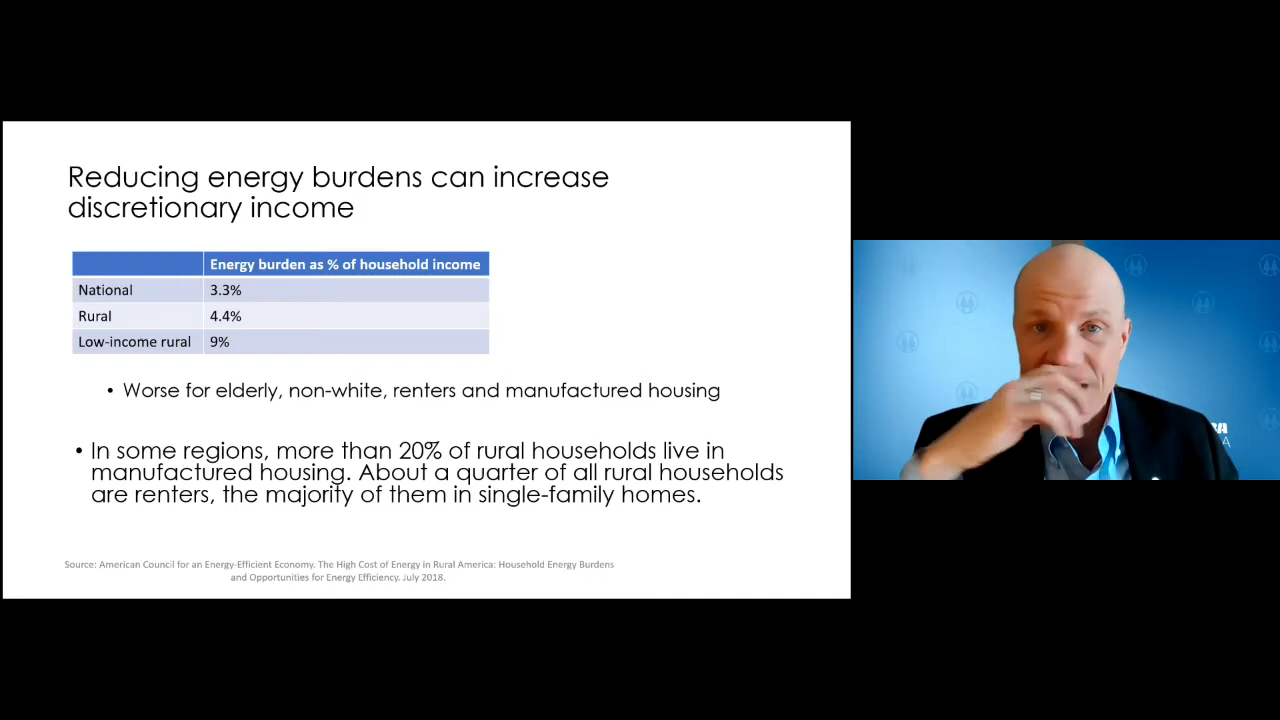 Reducing energy burdens can increase
discretionary income
Energy burden as % of household income
National 3.3%
Rural 4.4%
Low-income rural 9%
• Worse for elderly, non-white, renters and manufactured housing
• In some regions, more than 20% of rural households live in
manufactured housing. About a quarter of all rural households
are renters, the majority of them in single-family homes.
Source: American Council for an Energy-Efficient Economy. The High Cost of Energy in Rural America: Household Energy Burdens
and Opportunities for Energy Efficiency. July 2018.